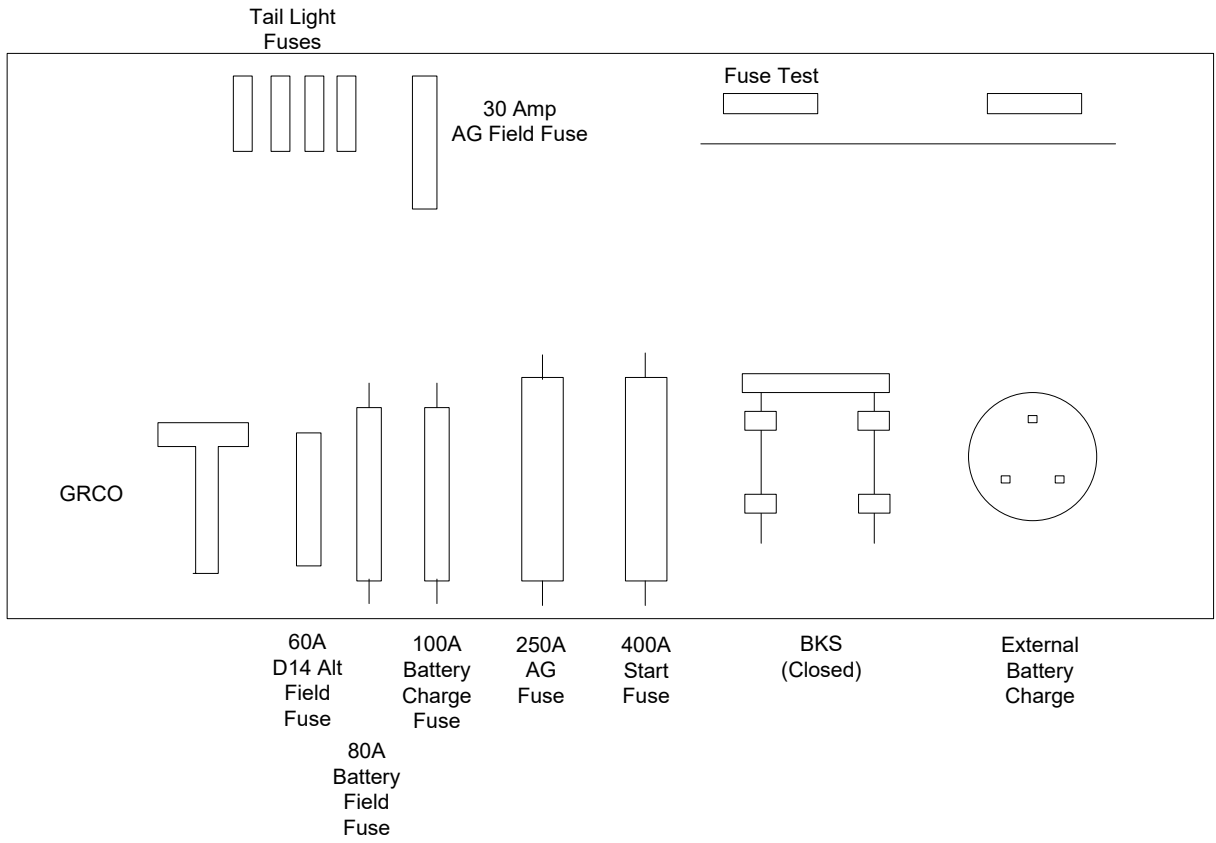 Tail Light
Fuses
30 Amp
AG Field Fuse
Fuse Test
GRCO
60A
D14 Alt
Field
Fuse
80A
Battery
Field
Fuse
100A
Battery
Charge
Fuse
250A
AG
Fuse
400A
Start
Fuse
BKS
(Closed)
External
Battery
Charge